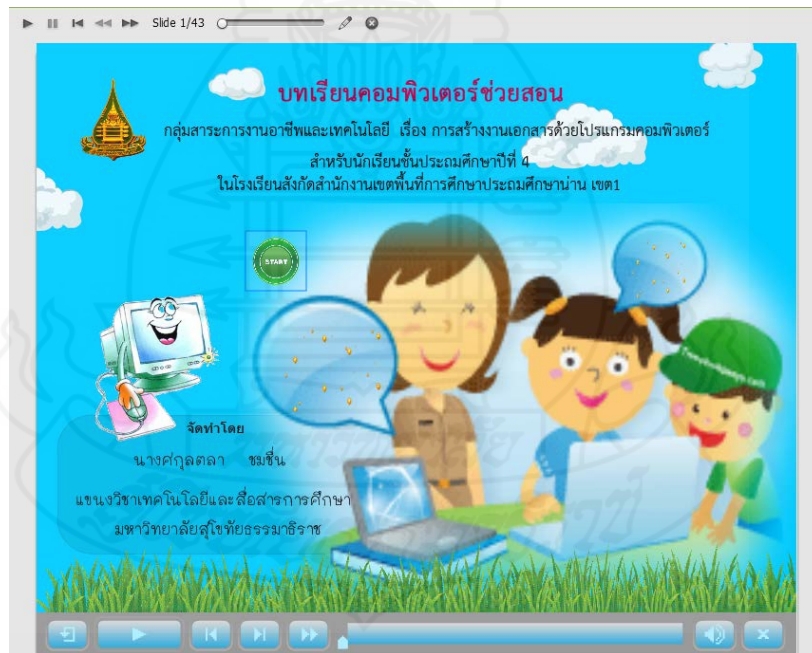 Slide 1/43
บทเรียนคอมพิวเตอร์ช่วยสอน
กลุ่มสาระการงานอาชีพและเทคโนโลยี เรื่อง การสร้างงานเอกสารด้วยโปรแกรมคอมพิวเตอร์
สำหรับนักเรียนชั้นประถมศึกษาปีที่ 4
ในโรงเรียนสังกัดสำนักงานเขตพื้นที่การศึกษาประถมศึกษาน่าน เขต1
START
จัดทำโดย
นางศกุลตลา ชมชื่น
แขนงวิชาเทคโนโลยีและสื่อสารการศึกษา
มหาวิทยาลัยสุโขทัยธรรมาธิราช